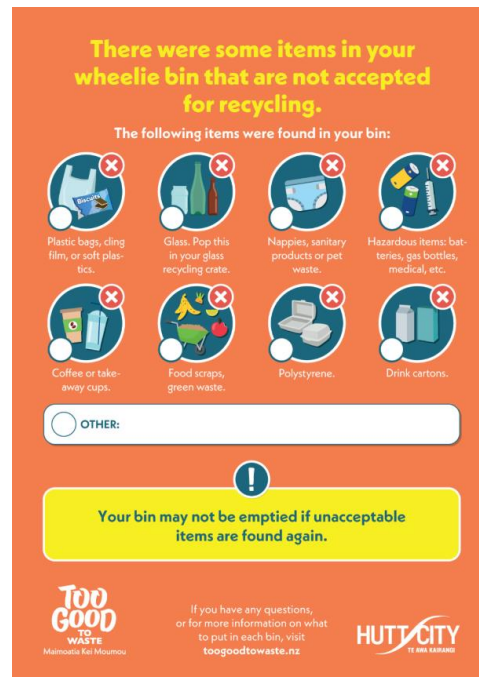 There were some items in your
wheelie bin that are not accepted
for recycling.
The following items were found in your bin:
Biscuits
Plastic bags, cling
film, or soft plas-
tics.
Glass. Pop this
in your glass
recycling crate.
Nappies, sanitary
products or pet
waste.
Hazardous items: bat-
teries, gas bottles,
medical, etc.
Coffee or take-
away cups.
Food scraps,
green waste.
Polystyrene.
Drink cartons.
OTHER:
!
Your bin may not be emptied if unacceptable
items are found again.
TOO
GOOD
TO
WASTE
Maimoatia Kei Moumou
If you have any questions,
or for more information on what
to put in each bin, visit
toogoodtowaste.nz
HUTT CITY
TE AWA KAIRANGI